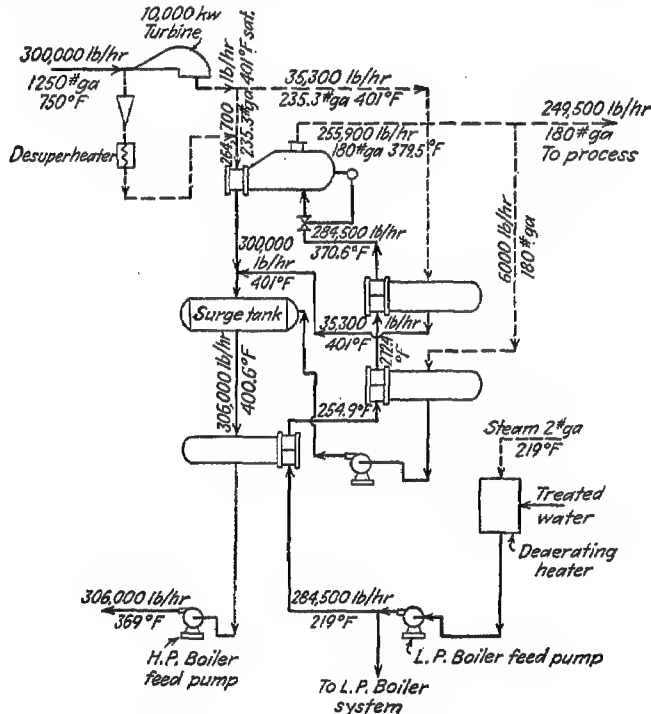 10,000 kw
Turbine
300,000 lb/hr
1250#ga
750°F
264,700 lb/hr
235.3#ga 401°F sat.
35,300 lb/hr
235.3#ga 401°F
249,500 lb/hr
180#ga
To process
255,900 lb/hr
180#ga 379.5°F
Desuperheater
284,500 lb/hr
370.6°F
6000 lb/hr
180#ga
300,000
lb/hr
401°F
Surge tank
35,300 lb/hr
401°F
272.4
°F
306,000 lb/hr
400.6°F
254.9°F
Steam 2#ga
219°F
Treated
water
Deaerating
heater
306,000 lb/hr
369°F
284,500 lb/hr
219°F
H.P. Boiler
feed pump
L.P. Boiler feed pump
To L.P. Boiler
system